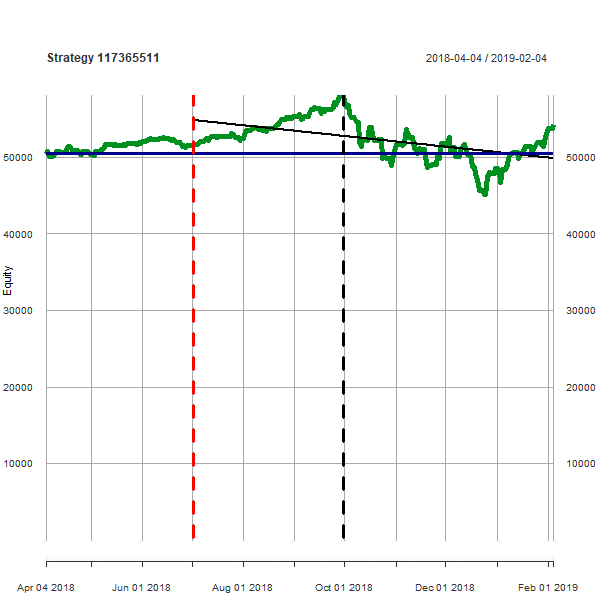 Strategy 117365511
2018-04-04 / 2019-02-04
Equity
50000
50000
40000
40000
30000
30000
20000
20000
10000
10000
Apr 04 2018
Jun 01 2018
Aug 01 2018
Oct 01 2018
Dec 01 2018
Feb 01 2019